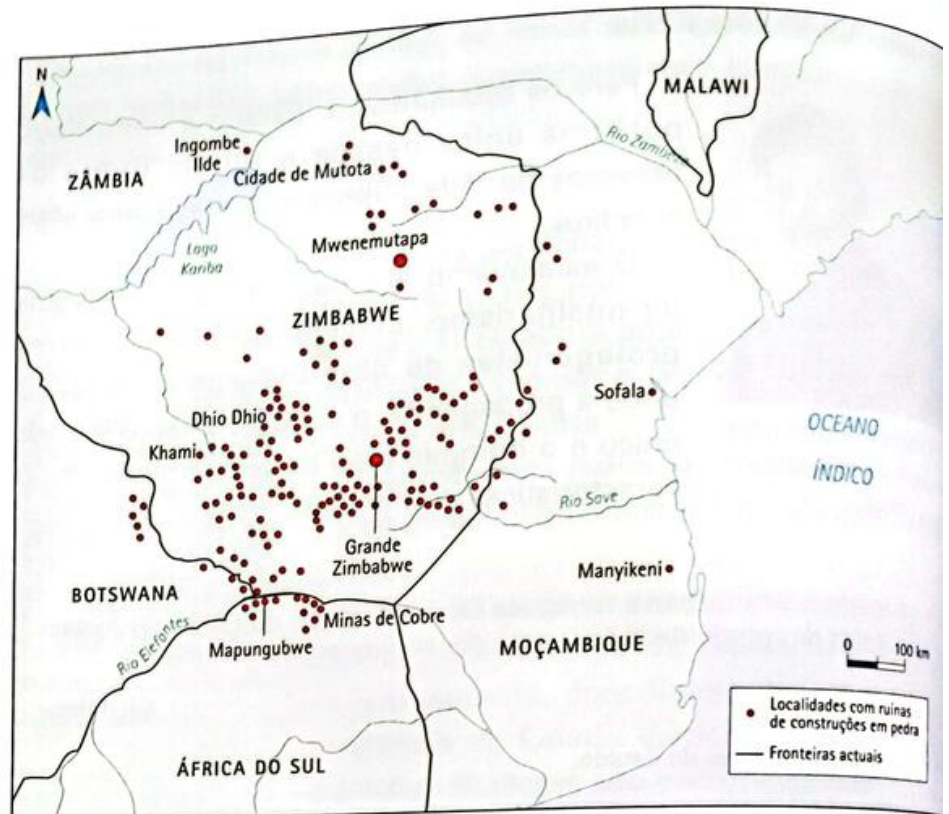 N
MALAWI
Rio Zambeze
Ingombe
Ilde
Cidade de Mutota
ZÂMBIA
Lago
Kariba
Mwenemutapa
ZIMBABWE
Sofala
Dhio Dhio
OCEANO
ÍNDICO
Khami
Rio Save
Grande
Zimbabwe
Manyikeni
BOTSWANA
Minas de Cobre
Rio Elefantes
Mapungubwe
MOÇAMBIQUE
0 100 km
Localidades com ruinas
de construções em pedra
Fronteiras actuais
ÁFRICA DO SUL